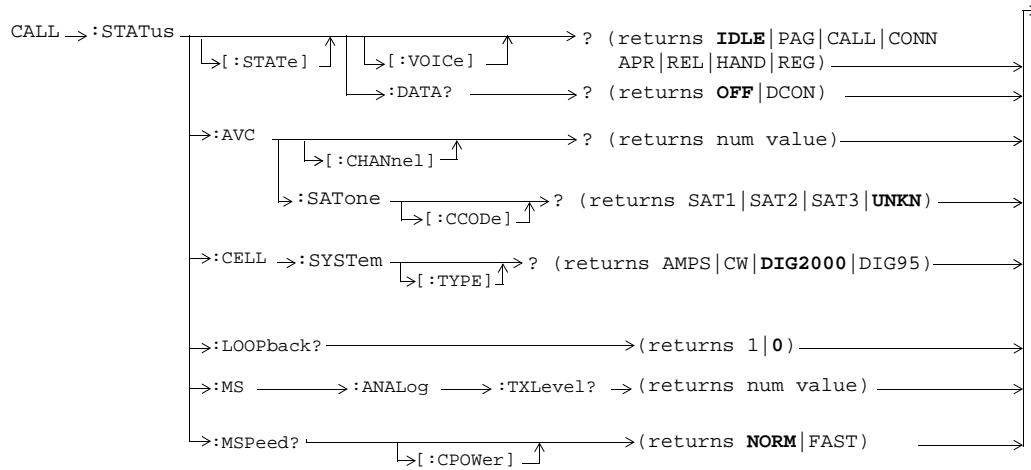 CALL :STATus ? (returns IDLE|PAG|CALL|CONN
[:STATe] [:VOICe] APR|REL|HAND|REG)
:DATA? ? (returns OFF|DCON)
:AVC ? (returns num value)
[:CHANnel]
:SATone ? (returns SAT1|SAT2|SAT3|UNKN)
[:CCODe]
:CELL :SYSTem ? (returns AMPS|CW|DIG2000|DIG95)
[:TYPE]
:LOOPback? (returns 1|0)
:MS :ANALog :TXLevel? (returns num value)
:MSPeed? (returns NORM|FAST)
[:CPOWer]